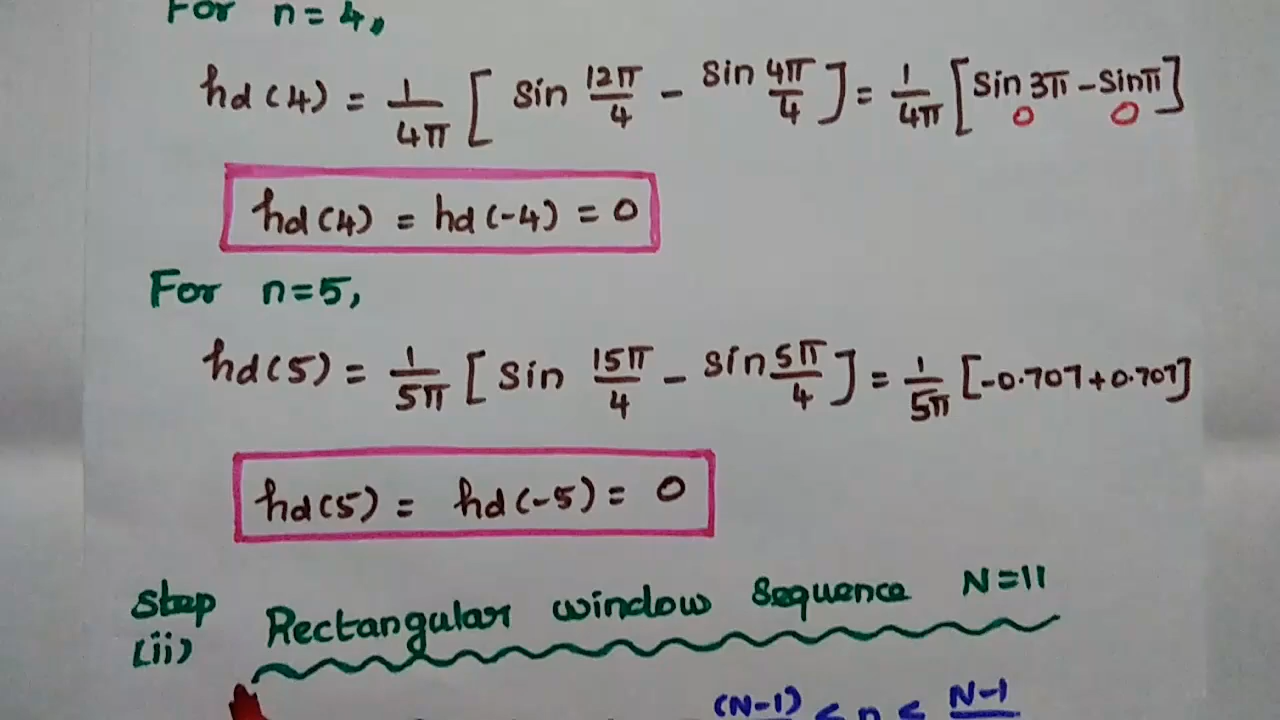 For n=4,
hd(4) = 1/4π [ sin 12π/4 - sin 4π/4 ] = 1/4π [sin 3π - sin π]
0 0
hd(4) = hd(-4) = 0
For n=5,
hd(5) = 1/5π [ sin 15π/4 - sin 5π/4 ] = 1/5π [-0.707+0.707]
hd(5) = hd(-5) = 0
Step (ii) Rectangular window Sequence N=11
(N-1) ≤ n ≤ N-1